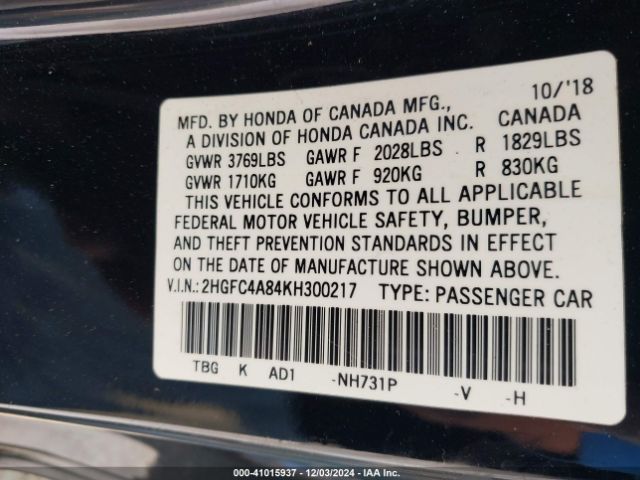 10/'18
MFD. BY HONDA OF CANADA MFG., CANADA
A DIVISION OF HONDA CANADA INC.
GVWR 3769LBS GAWR F 2028LBS R 1829LBS
GVWR 1710KG GAWR F 920KG R 830KG
THIS VEHICLE CONFORMS TO ALL APPLICABLE
FEDERAL MOTOR VEHICLE SAFETY, BUMPER,
AND THEFT PREVENTION STANDARDS IN EFFECT
ON THE DATE OF MANUFACTURE SHOWN ABOVE.
V.I.N.: 2HGFC4A84KH300217 TYPE: PASSENGER CAR
TBG K AD1 -NH731P -V -H
000-41015937 - 12/03/2024 - IAA Inc.